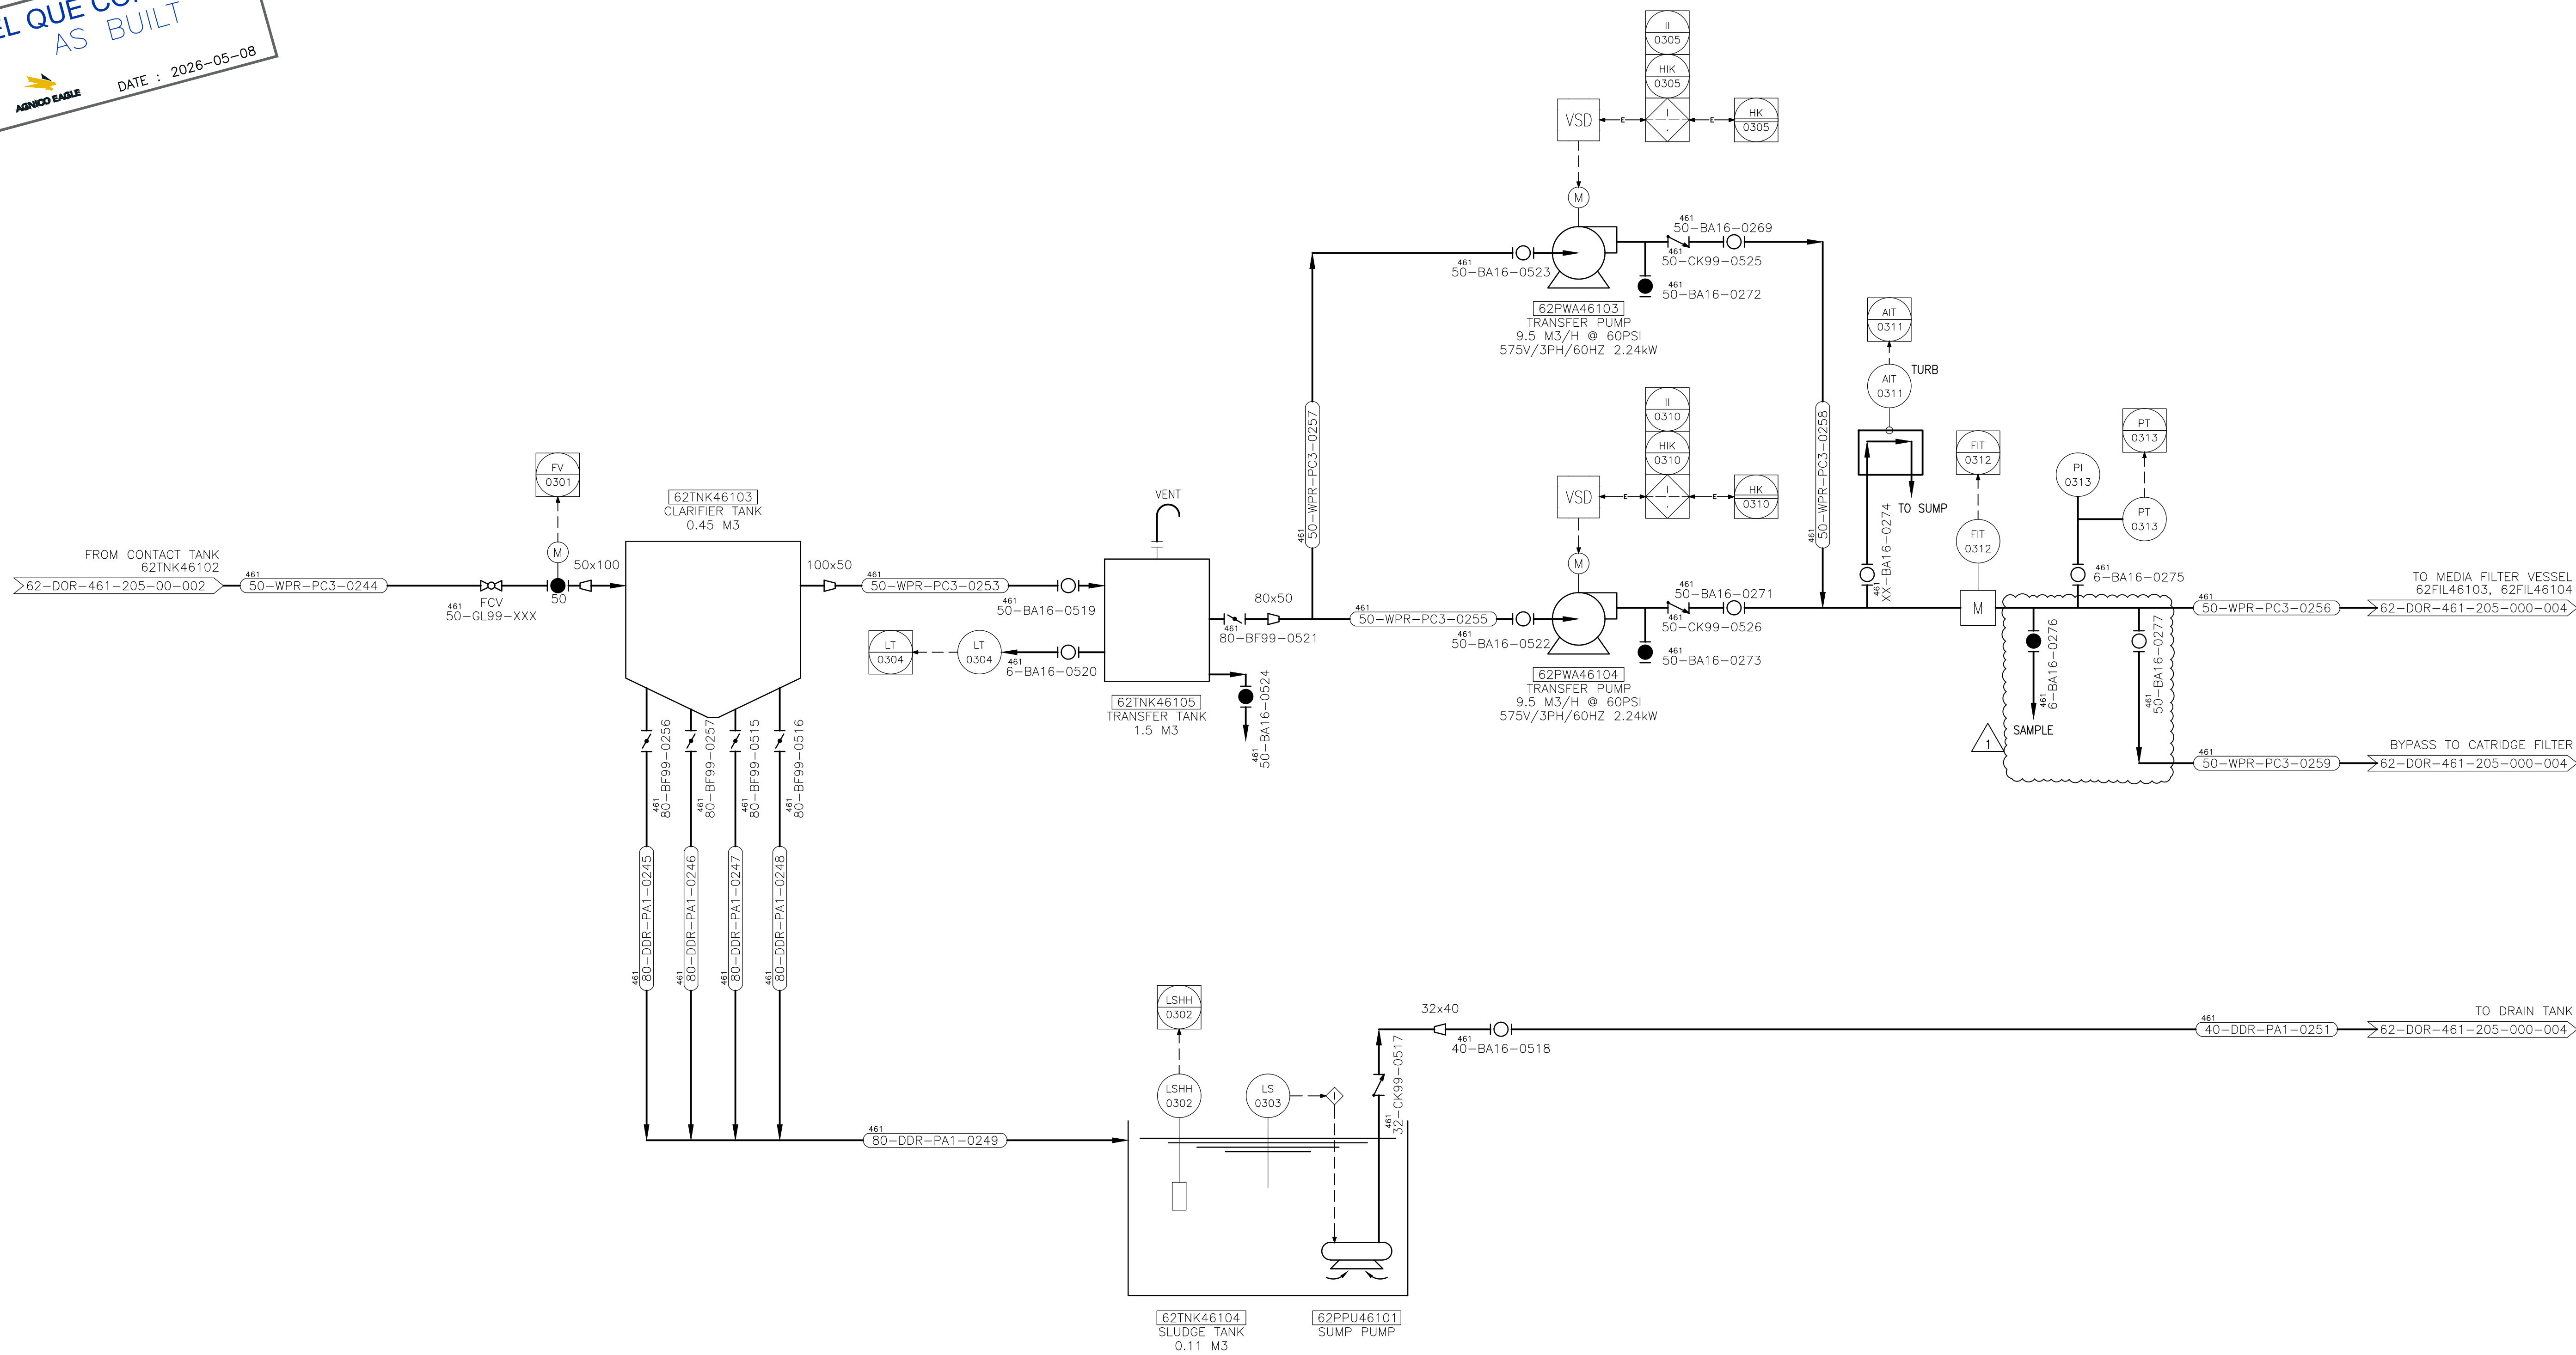 AS BUILT
AGNICO EAGLE
DATE : 2026-05-08
II
0305
HIK
0305
I
.
VSD
E
E
HK
0305
M
461
50-BA16-0269
461
50-CK99-0525
461
50-BA16-0523
461
50-BA16-0272
62PWA46103
TRANSFER PUMP
9.5 M3/H @ 60PSI
575V/3PH/60HZ 2.24kW
461
50-WPR-PC3-0257
461
50-WPR-PC3-0258
II
0310
HIK
0310
I
.
VSD
E
E
HK
0310
M
461
50-BA16-0271
461
50-CK99-0526
461
50-BA16-0522
461
50-BA16-0273
62PWA46104
TRANSFER PUMP
9.5 M3/H @ 60PSI
575V/3PH/60HZ 2.24kW
AIT
0311
AIT
0311
TURB
TO SUMP
461
XX-BA16-0274
FIT
0312
FIT
0312
M
PI
0313
PT
0313
PT
0313
461
6-BA16-0275
461
6-BA16-0276
SAMPLE
461
50-BA16-0277
1
TO MEDIA FILTER VESSEL
62FIL46103, 62FIL46104
461
50-WPR-PC3-0256
62-DOR-461-205-000-004
BYPASS TO CATRIDGE FILTER
461
50-WPR-PC3-0259
62-DOR-461-205-000-004
FROM CONTACT TANK
62TNK46102
62-DOR-461-205-00-002
461
50-WPR-PC3-0244
FCV
461
50-GL99-XXX
FV
0301
M
50
50x100
62TNK46103
CLARIFIER TANK
0.45 M3
100x50
461
50-WPR-PC3-0253
461
50-BA16-0519
LT
0304
LT
0304
461
6-BA16-0520
VENT
62TNK46105
TRANSFER TANK
1.5 M3
80x50
461
80-BF99-0521
461
50-BA16-0524
461
50-WPR-PC3-0255
461
80-BF99-0256
461
80-BF99-0257
461
80-BF99-0515
461
80-BF99-0516
461
80-DDR-PA1-0245
461
80-DDR-PA1-0246
461
80-DDR-PA1-0247
461
80-DDR-PA1-0248
461
80-DDR-PA1-0249
LSHH
0302
LSHH
0302
LS
0303
1
461
32-CK99-0517
32x40
461
40-BA16-0518
TO DRAIN TANK
461
40-DDR-PA1-0251
62-DOR-461-205-000-004
62TNK46104
SLUDGE TANK
0.11 M3
62PPU46101
SUMP PUMP